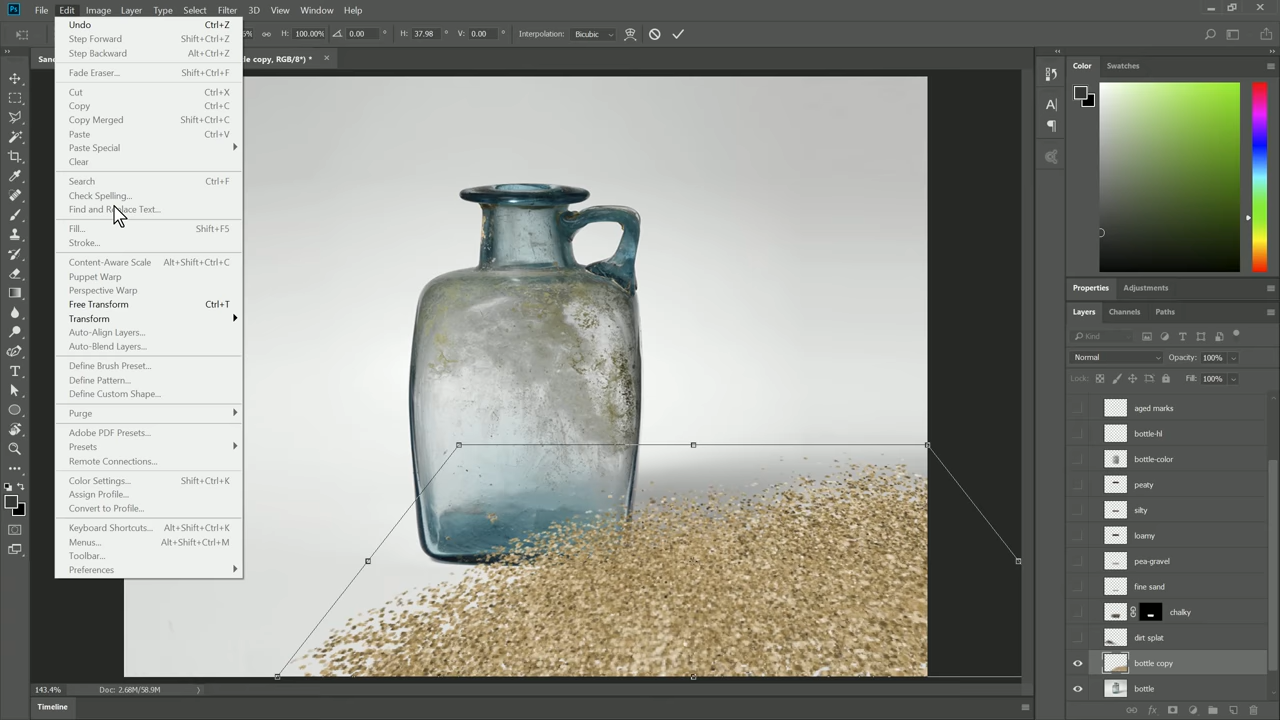 Ps File Edit Image Layer Type Select Filter 3D View Window Help
H: 100.00% 0.00 ° H: 37.98 ° V: 0.00 ° Interpolation: Bicubic
le copy, RGB/8*) * ×
Undo Ctrl+Z
Step Forward Shift+Ctrl+Z
Step Backward Alt+Ctrl+Z
Fade Eraser... Shift+Ctrl+F
Cut Ctrl+X
Copy Ctrl+C
Copy Merged Shift+Ctrl+C
Paste Ctrl+V
Paste Special
Clear
Search Ctrl+F
Check Spelling...
Find and Replace Text...
Fill... Shift+F5
Stroke...
Content-Aware Scale Alt+Shift+Ctrl+C
Puppet Warp
Perspective Warp
Free Transform Ctrl+T
Transform
Auto-Align Layers...
Auto-Blend Layers...
Define Brush Preset...
Define Pattern...
Define Custom Shape...
Purge
Adobe PDF Presets...
Presets
Remote Connections...
Color Settings... Shift+Ctrl+K
Assign Profile...
Convert to Profile...
Keyboard Shortcuts... Alt+Shift+Ctrl+K
Menus... Alt+Shift+Ctrl+M
Toolbar...
Preferences
143.4% Doc: 2.68M/58.9M
Timeline
Color Swatches
Properties Adjustments
Layers Channels Paths
Kind
Normal Opacity: 100%
Lock: Fill: 100%
aged marks
bottle-hl
bottle-color
peaty
silty
loamy
pea-gravel
fine sand
chalky
dirt splat
bottle copy
bottle